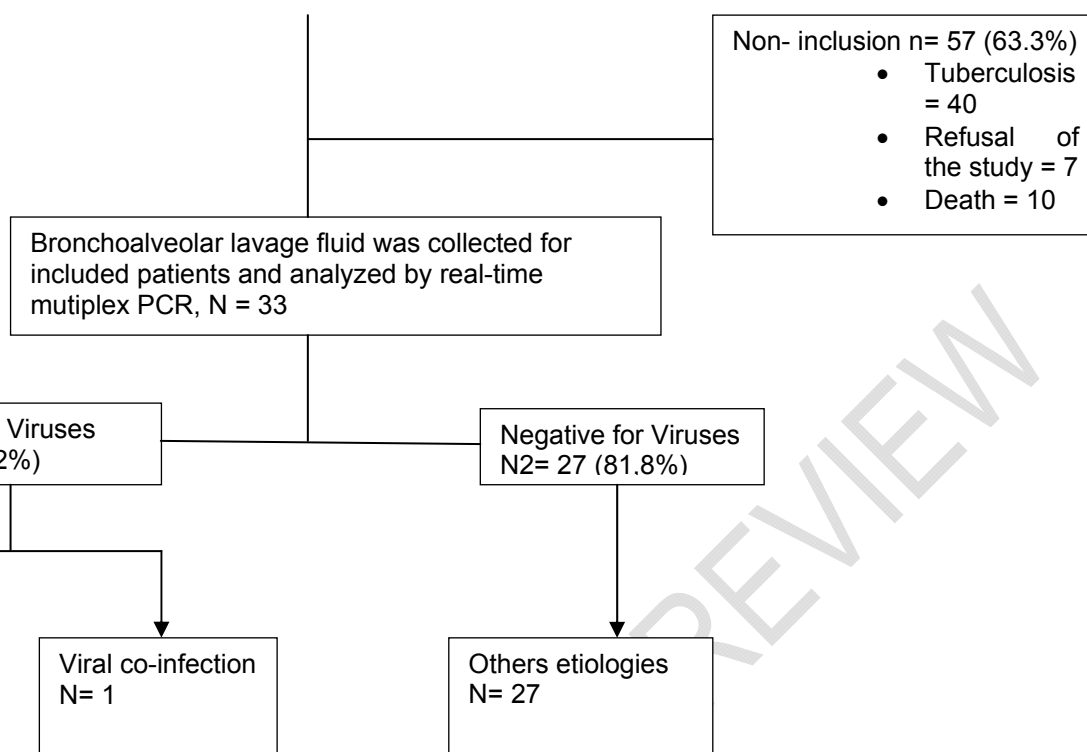 Non- inclusion n= 57 (63.3%)
• Tuberculosis
= 40
• Refusal of
the study = 7
• Death = 10
Bronchoalveolar lavage fluid was collected for
included patients and analyzed by real-time
mutiplex PCR, N = 33
Viruses
2%)
Negative for Viruses
N2= 27 (81.8%)
Viral co-infection
N= 1
Others etiologies
N= 27
REVIEW